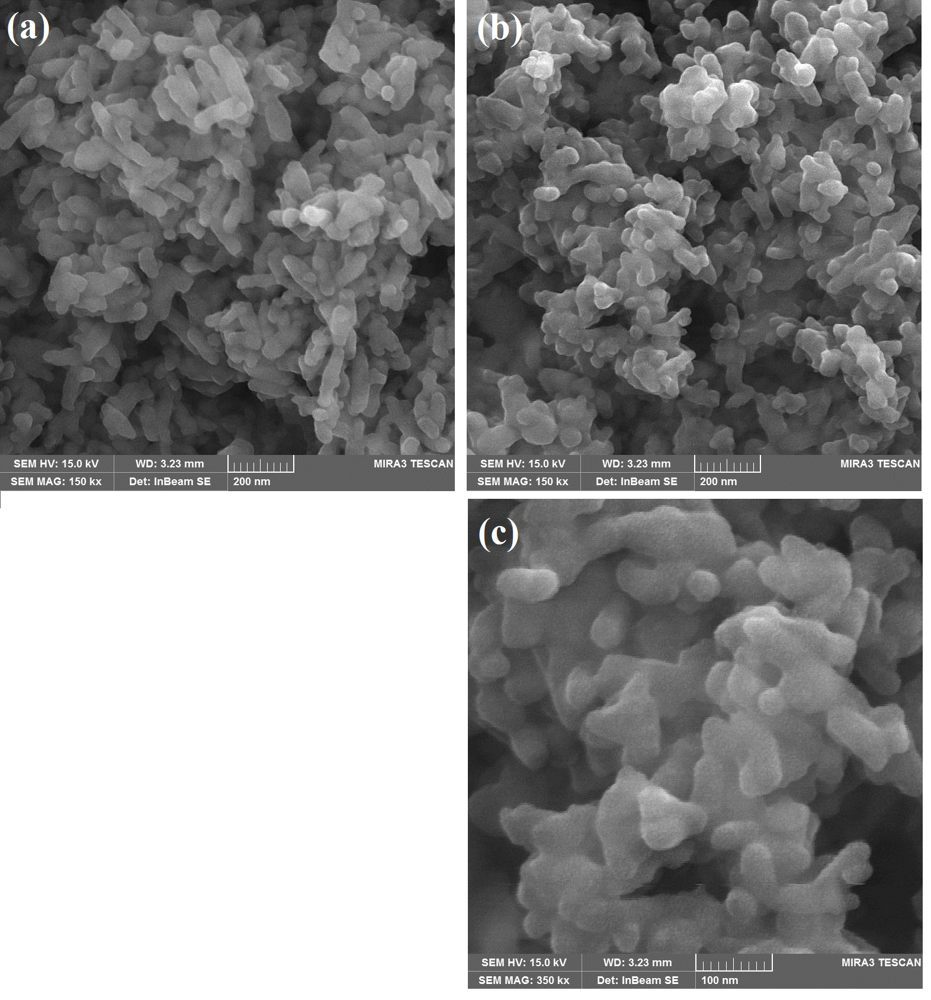 (a)
SEM HV: 15.0 kV WD: 3.23 mm MIRA3 TESCAN
SEM MAG: 150 kx Det: InBeam SE 200 nm
(b)
SEM HV: 15.0 kV WD: 3.23 mm MIRA3 TESCAN
SEM MAG: 150 kx Det: InBeam SE 200 nm
(c)
SEM HV: 15.0 kV WD: 3.23 mm MIRA3 TESCAN
SEM MAG: 350 kx Det: InBeam SE 100 nm